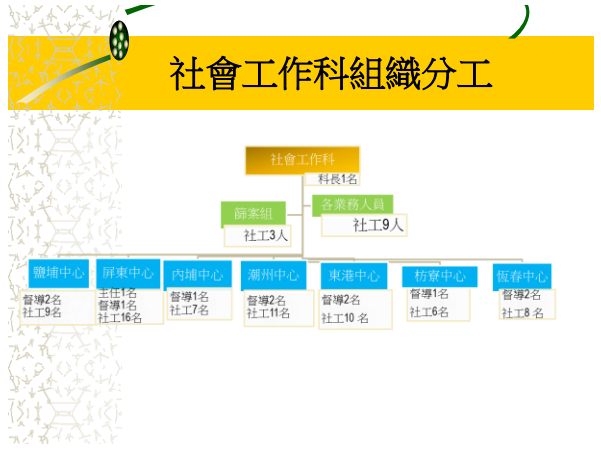 社會工作科組織分工
社會工作科
科長1名
篩案組
社工3人
各業務人員
社工9人
鹽埔中心
督導2名
社工9名
屏東中心
主任1名
督導1名
社工16名
內埔中心
督導1名
社工7名
潮州中心
督導2名
社工11名
東港中心
督導2名
社工10 名
枋寮中心
督導1名
社工6名
恆春中心
督導2名
社工8 名